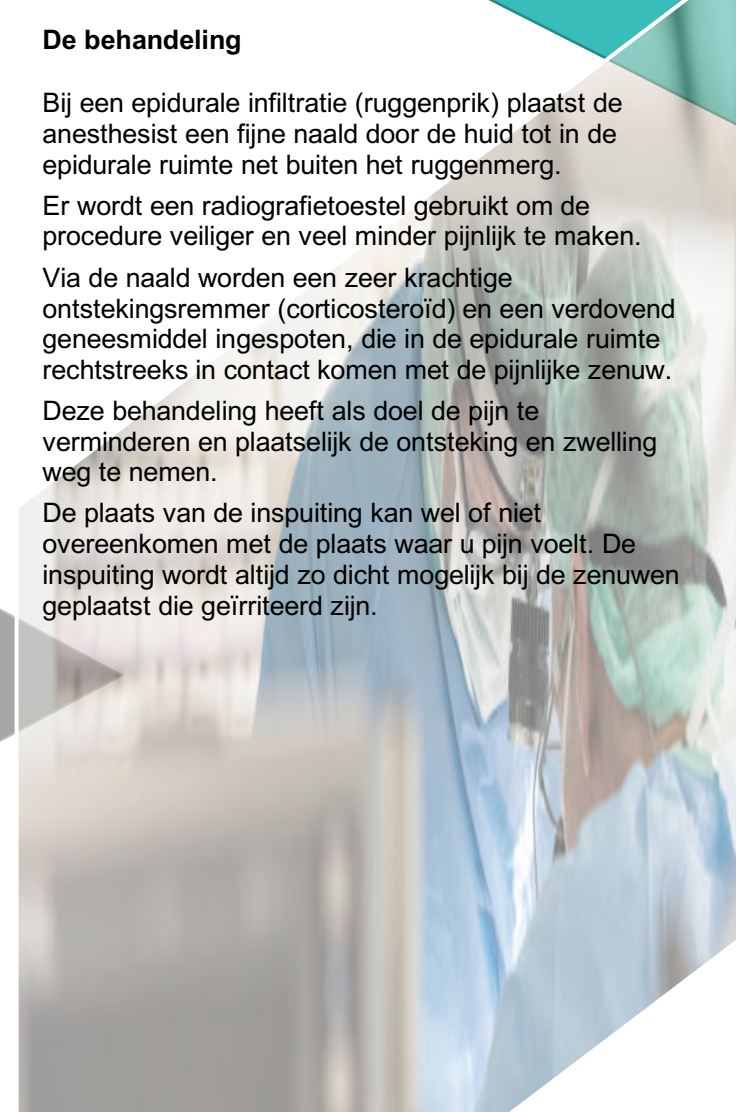 De behandeling
Bij een epidurale infiltratie (ruggenprik) plaatst de
anesthesist een fijne naald door de huid tot in de
epidurale ruimte net buiten het ruggenmerg.
Er wordt een radiografietoestel gebruikt om de
procedure veiliger en veel minder pijnlijk te maken.
Via de naald worden een zeer krachtige
ontstekingsremmer (corticosteroïd) en een verdovend
geneesmiddel ingespoten, die in de epidurale ruimte
rechtstreeks in contact komen met de pijnlijke zenuw.
Deze behandeling heeft als doel de pijn te
verminderen en plaatselijk de ontsteking en zwelling
weg te nemen.
De plaats van de inspuiting kan wel of niet
overeenkomen met de plaats waar u pijn voelt. De
inspuiting wordt altijd zo dicht mogelijk bij de zenuwen
geplaatst die geïrriteerd zijn.